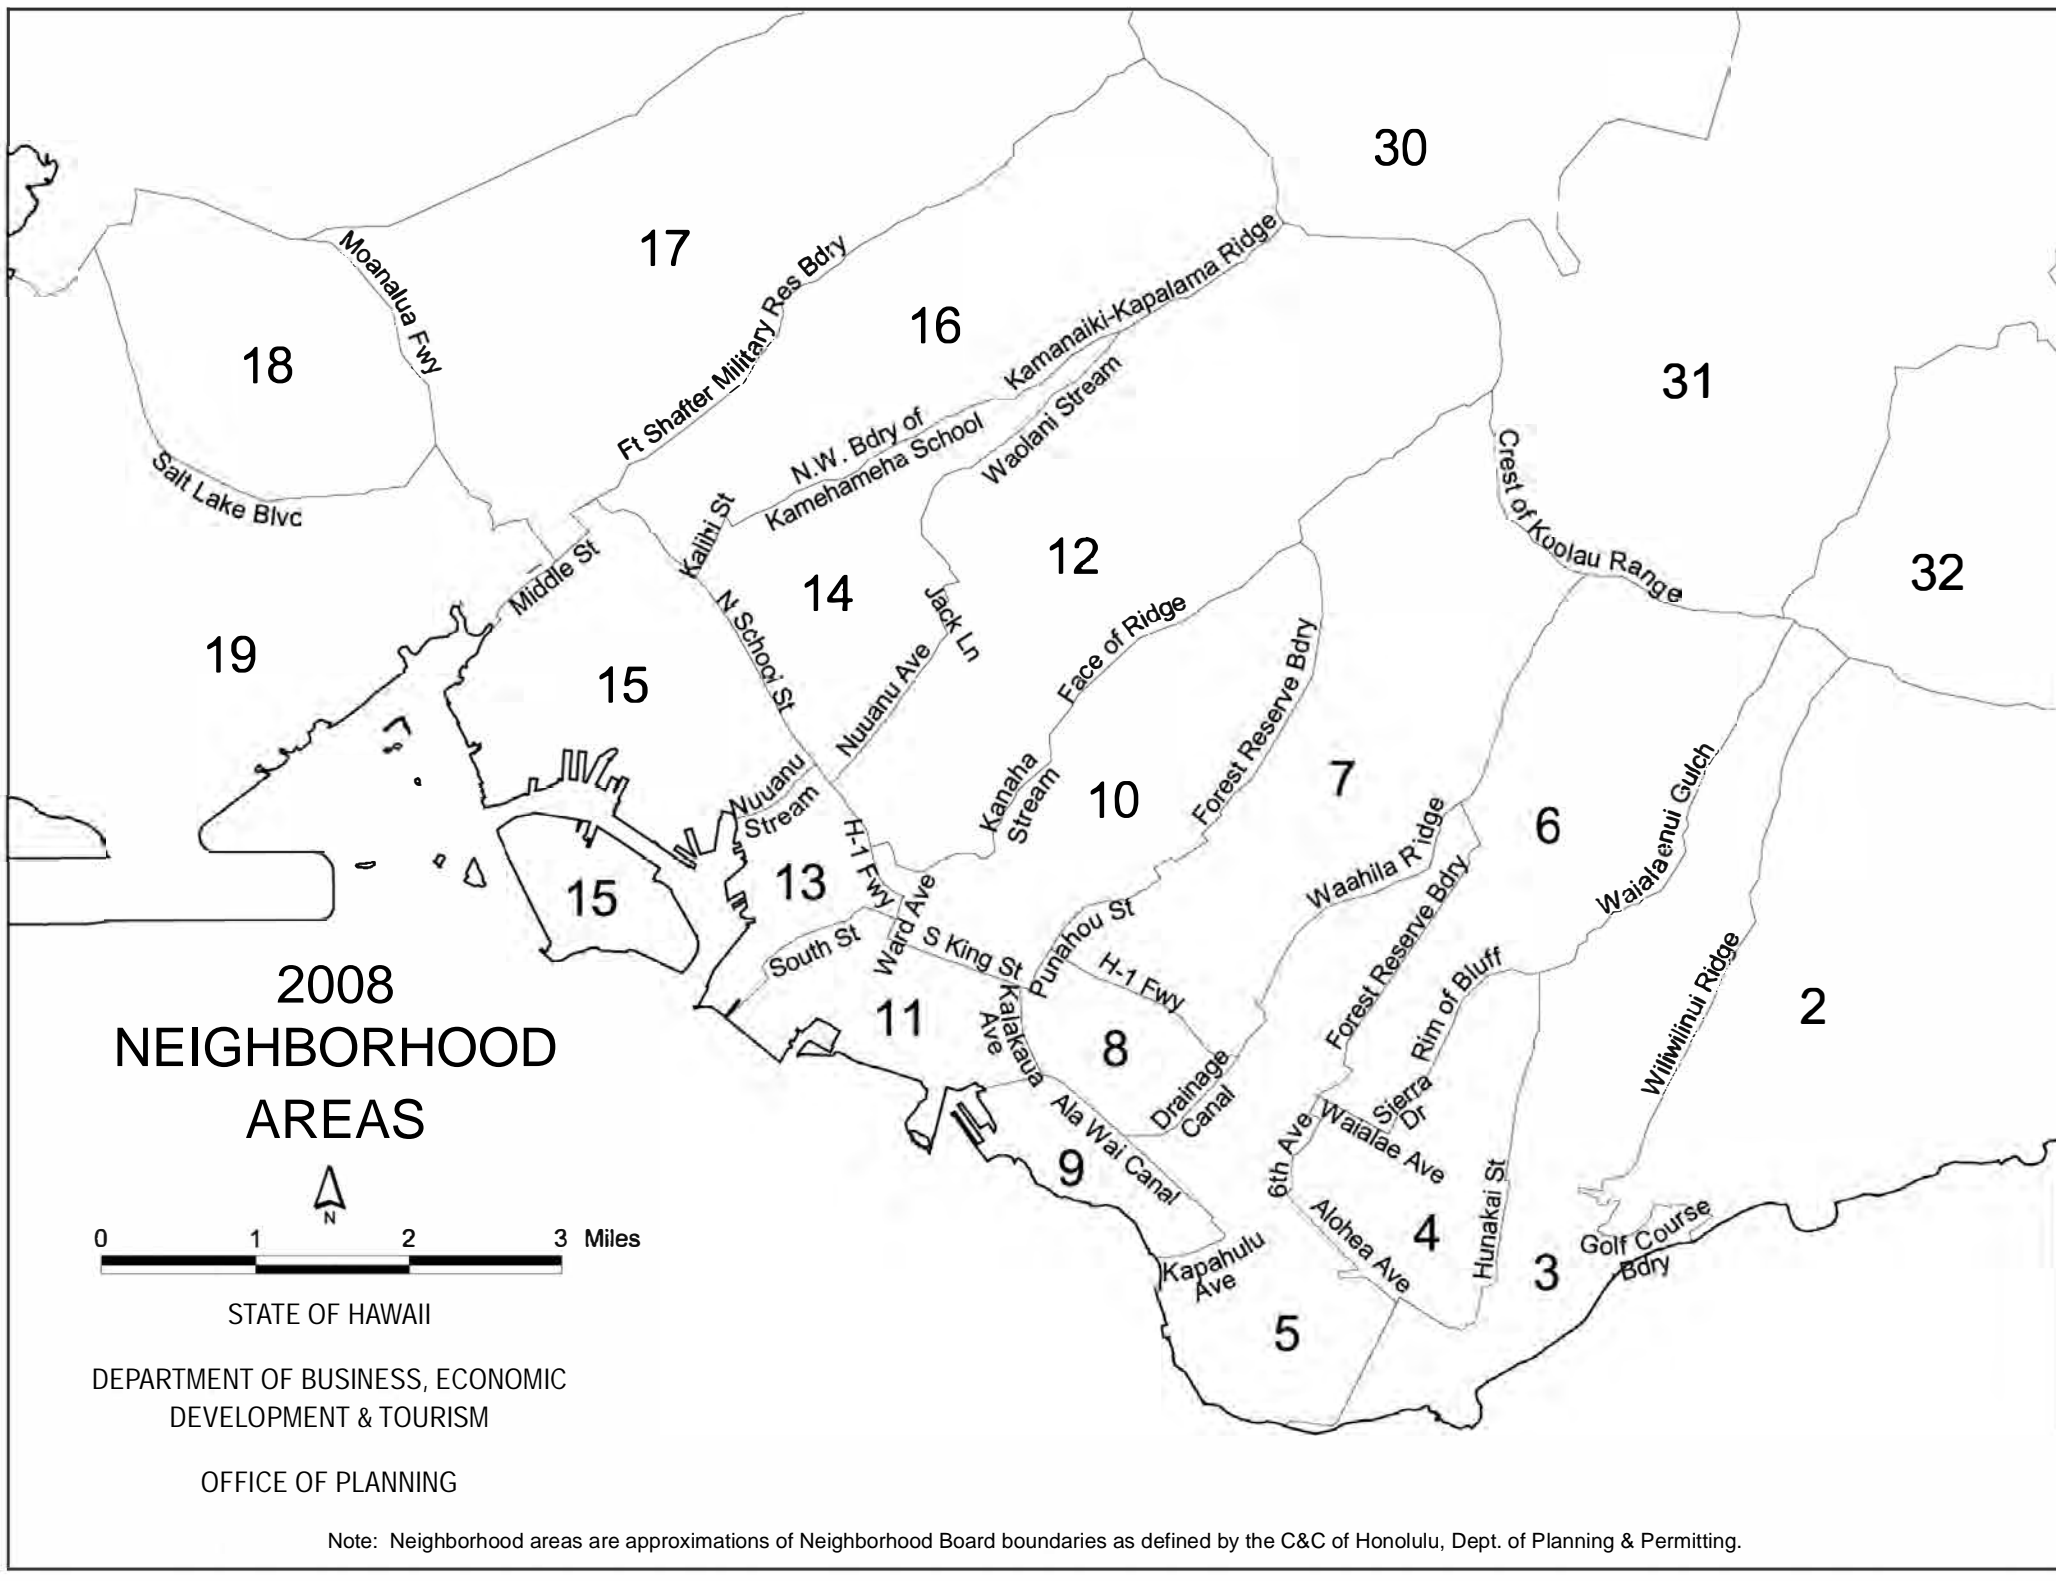 30
17
Moanalua Fwy
18
Ft Shafter Military Res Bdry
16
Kamanaiki-Kapalama Ridge
31
N.W. Bdry of
Kamehameha School
Waolani Stream
Salt Lake Blvc
Crest of Koolau Range
Kalihi St
Middle St
12
32
14
N School St
Jack Ln
Face of Ridge
19
15
Nuuanu Ave
Forest Reserve Bdry
Nuuanu
Stream
Kanaha
Stream
10
7
6
Waialaenui Gulch
H-1 Fwy
13
15
Ward Ave
Waahila Ridge
Forest Reserve Bdry
Punahou St
South St
S King St
H-1 Fwy
Rim of Bluff
Wiliwilinui Ridge
2
11
Kalakaua
Ave
8
Drainage
Canal
Sierra
Dr
Waialae Ave
6th Ave
Ala Wai Canal
9
Alohea Ave
4
Hunakai St
3
Golf Course
Bdry
Kapahulu
Ave
5
2008
NEIGHBORHOOD
AREAS
N
0 1 2 3 Miles
STATE OF HAWAII
DEPARTMENT OF BUSINESS, ECONOMIC
DEVELOPMENT & TOURISM
OFFICE OF PLANNING
Note: Neighborhood areas are approximations of Neighborhood Board boundaries as defined by the C&C of Honolulu, Dept. of Planning & Permitting.